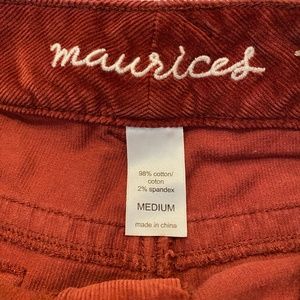 maurices
98% cotton/
coton
2% spandex
MEDIUM
made in china